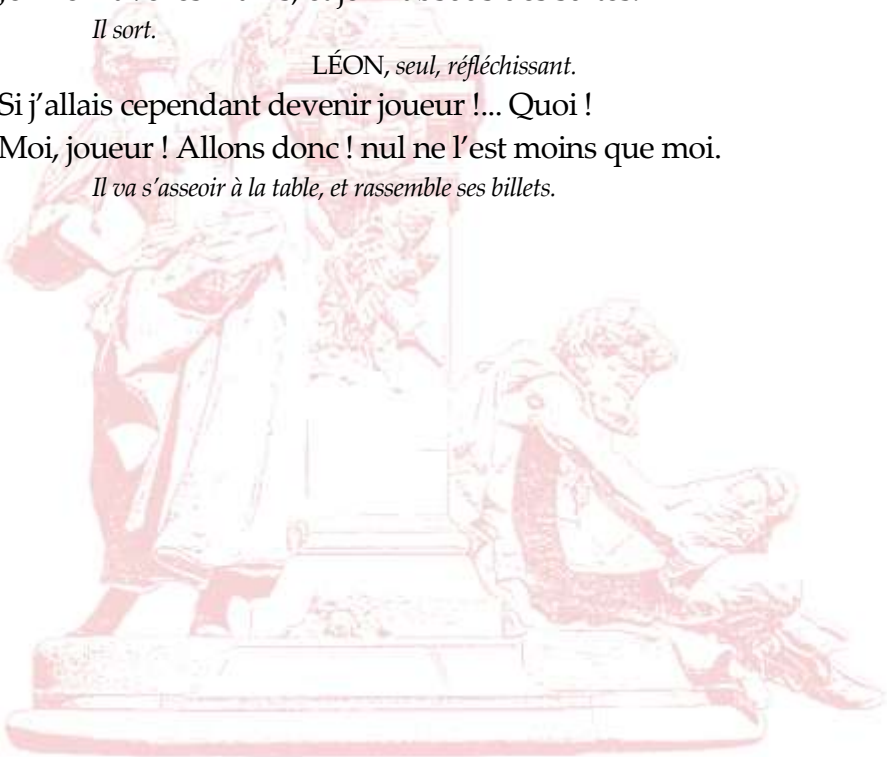 Il sort.
LÉON, seul, réfléchissant.
Si j’allais cependant devenir joueur !... Quoi !
Moi, joueur ! Allons donc ! nul ne l’est moins que moi.
Il va s’asseoir à la table, et rassemble ses billets.